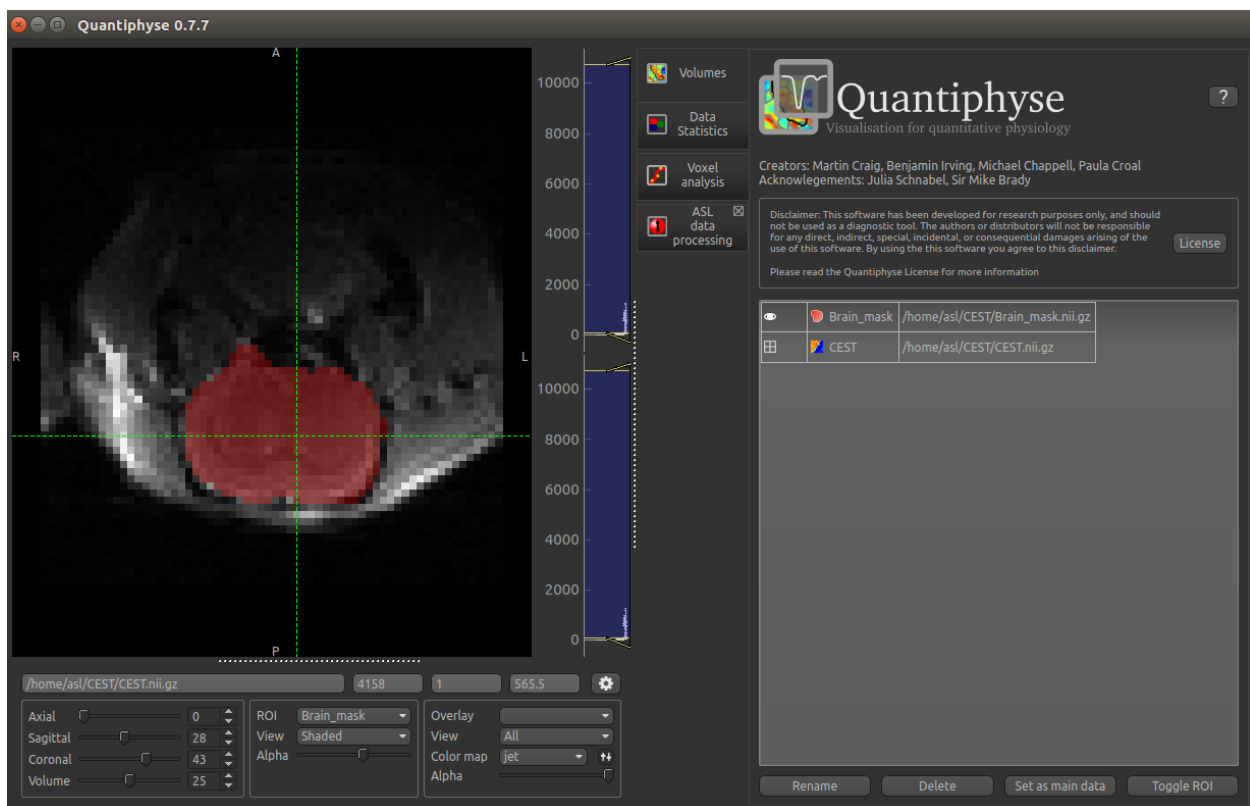 Quantiphyse 0.7.7
A
R
L
P
10000
8000
6000
4000
2000
0
10000
8000
6000
4000
2000
0
Volumes
Data
Statistics
Voxel
analysis
ASL
data
processing
Quantiphyse
Visualisation for quantitative physiology
?
Creators: Martin Craig, Benjamin Irving, Michael Chappell, Paula Croal
Acknowlegements: Julia Schnabel, Sir Mike Brady
Disclaimer: This software has been developed for research purposes only, and should
not be used as a diagnostic tool. The authors or distributors will not be responsible
for any direct, indirect, special, incidental, or consequential damages arising of the
use of this software. By using the this software you agree to this disclaimer.
Please read the Quantiphyse License for more information
License
Brain_mask /home/asl/CEST/Brain_mask.nii.gz
CEST /home/asl/CEST/CEST.nii.gz
/home/asl/CEST/CEST.nii.gz 4158 1 565.5
Axial 0
Sagittal 28
Coronal 43
Volume 25
ROI Brain_mask
View Shaded
Alpha
Overlay
View All
Color map jet
Alpha
Rename Delete Set as main data Toggle ROI